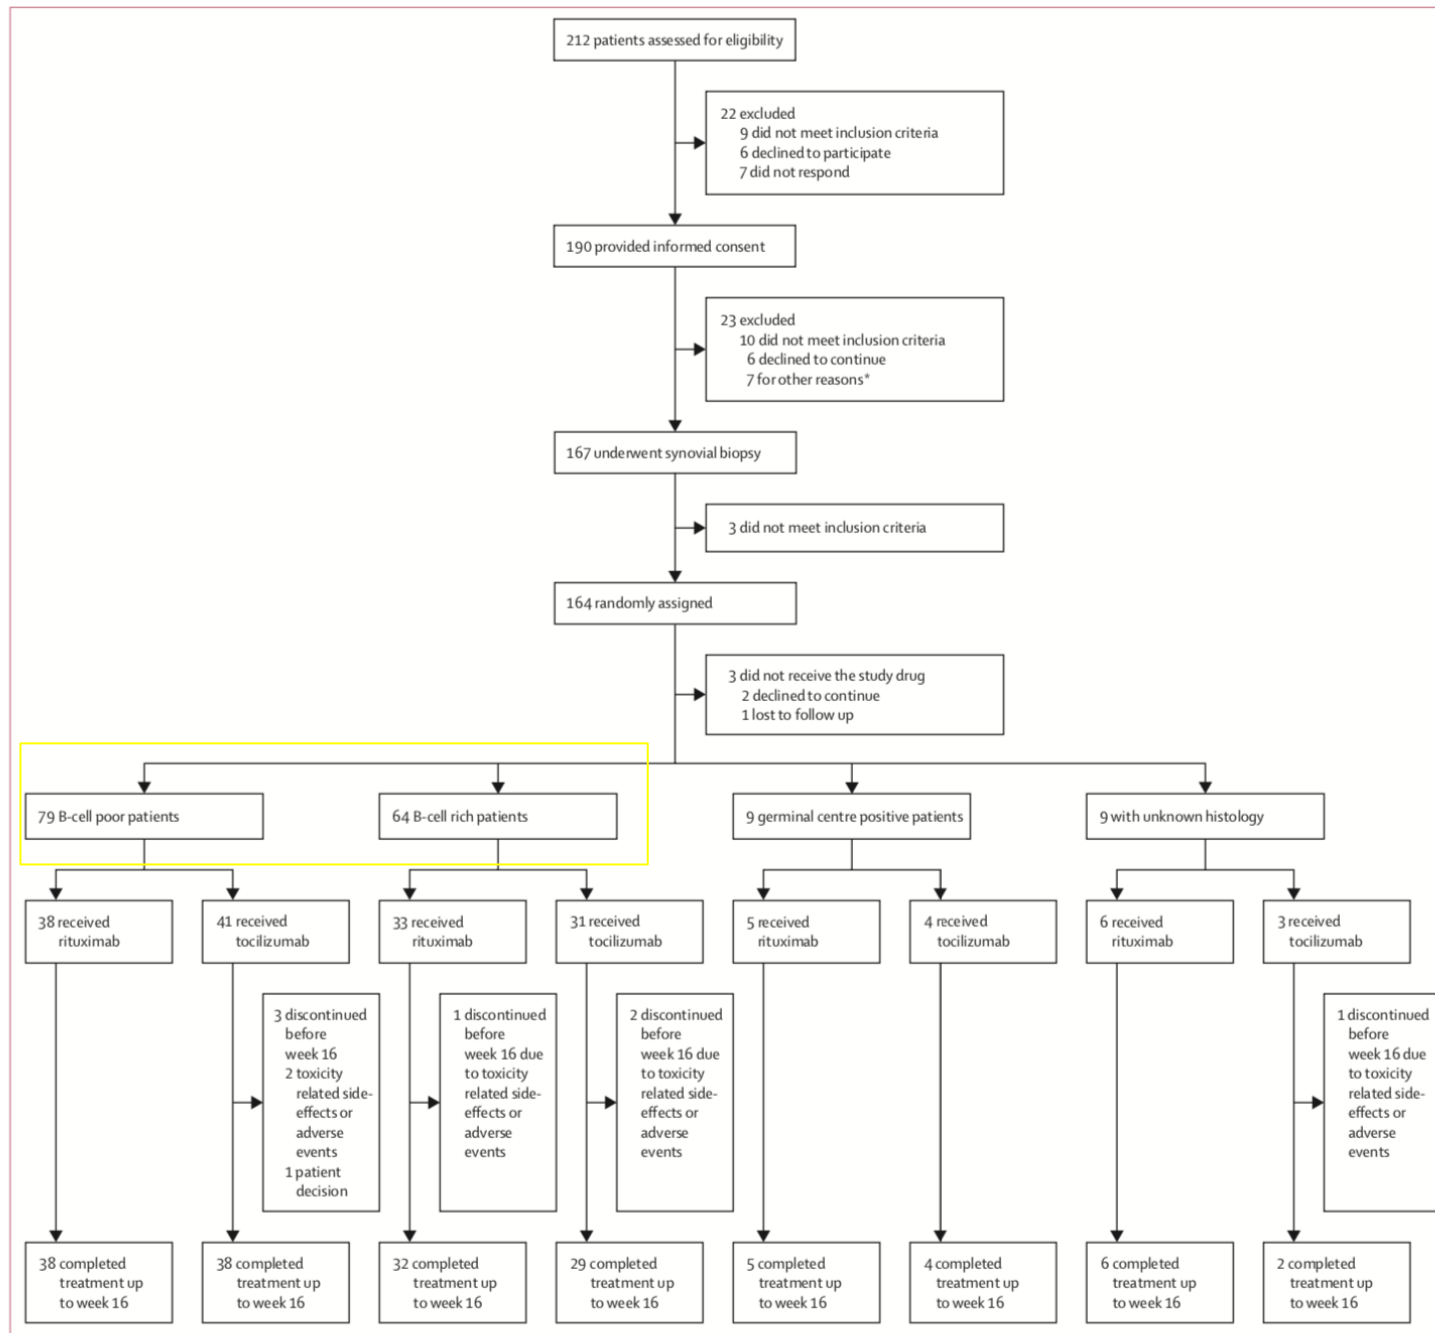 212 patients assessed for eligibility
22 excluded
9 did not meet inclusion criteria
6 declined to participate
7 did not respond
190 provided informed consent
23 excluded
10 did not meet inclusion criteria
6 declined to continue
7 for other reasons*
167 underwent synovial biopsy
3 did not meet inclusion criteria
164 randomly assigned
3 did not receive the study drug
2 declined to continue
1 lost to follow up
79 B-cell poor patients
64 B-cell rich patients
9 germinal centre positive patients
9 with unknown histology
38 received
rituximab
41 received
tocilizumab
33 received
rituximab
31 received
tocilizumab
5 received
rituximab
4 received
tocilizumab
6 received
rituximab
3 received
tocilizumab
3 discontinued
before
week 16
2 toxicity
related side-
effects or
adverse
events
1 patient
decision
1 discontinued
before
week 16 due
to toxicity
related side-
effects or
adverse
events
2 discontinued
before
week 16 due
to toxicity
related side-
effects or
adverse
events
1 discontinued
before
week 16 due
to toxicity
related side-
effects or
adverse
events
38 completed
treatment up
to week 16
38 completed
treatment up
to week 16
32 completed
treatment up
to week 16
29 completed
treatment up
to week 16
5 completed
treatment up
to week 16
4 completed
treatment up
to week 16
6 completed
treatment up
to week 16
2 completed
treatment up
to week 16